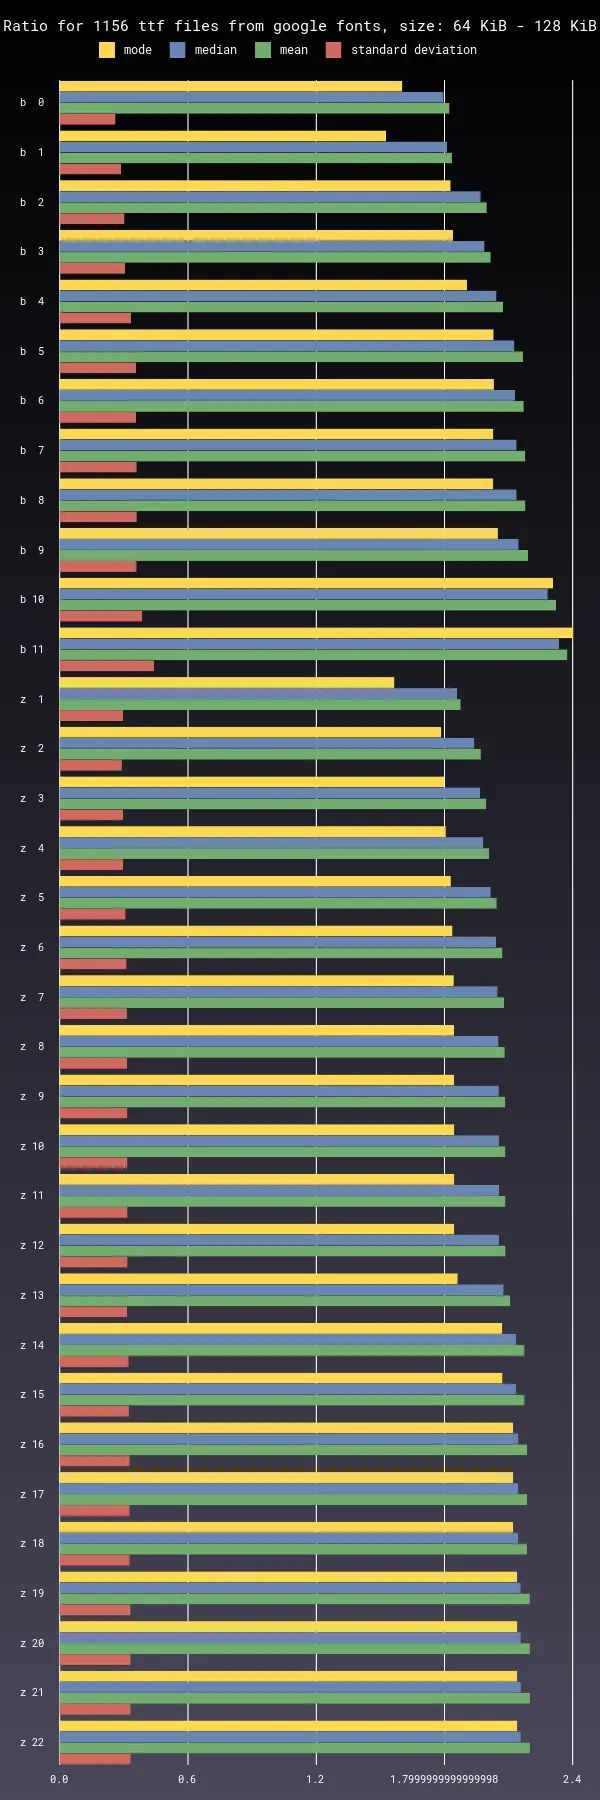 Ratio for 1156 ttf files from google fonts, size: 64 KiB - 128 KiB
mode median mean standard deviation
b 0
b 1
b 2
b 3
b 4
b 5
b 6
b 7
b 8
b 9
b 10
b 11
z 1
z 2
z 3
z 4
z 5
z 6
z 7
z 8
z 9
z 10
z 11
z 12
z 13
z 14
z 15
z 16
z 17
z 18
z 19
z 20
z 21
z 22
0.0 0.6 1.2 1.7999999999999998 2.4